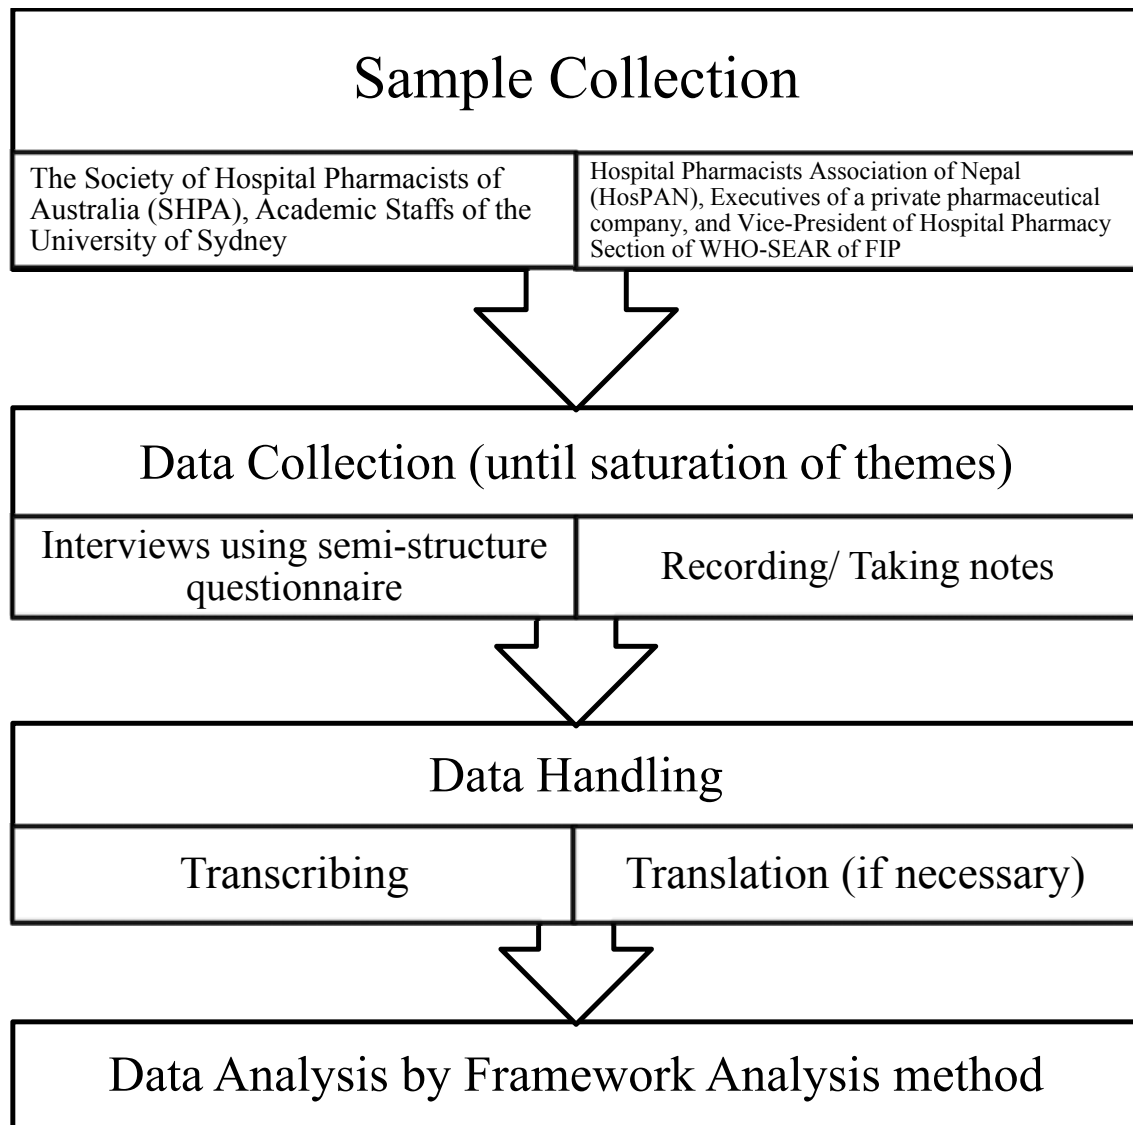 Sample Collection
The Society of Hospital Pharmacists of
Australia (SHPA), Academic Staffs of the
University of Sydney
Hospital Pharmacists Association of Nepal
(HosPAN), Executives of a private pharmaceutical
company, and Vice-President of Hospital Pharmacy
Section of WHO-SEAR of FIP
Data Collection (until saturation of themes)
Interviews using semi-structure
questionnaire
Recording/ Taking notes
Data Handling
Transcribing
Translation (if necessary)
Data Analysis by Framework Analysis method